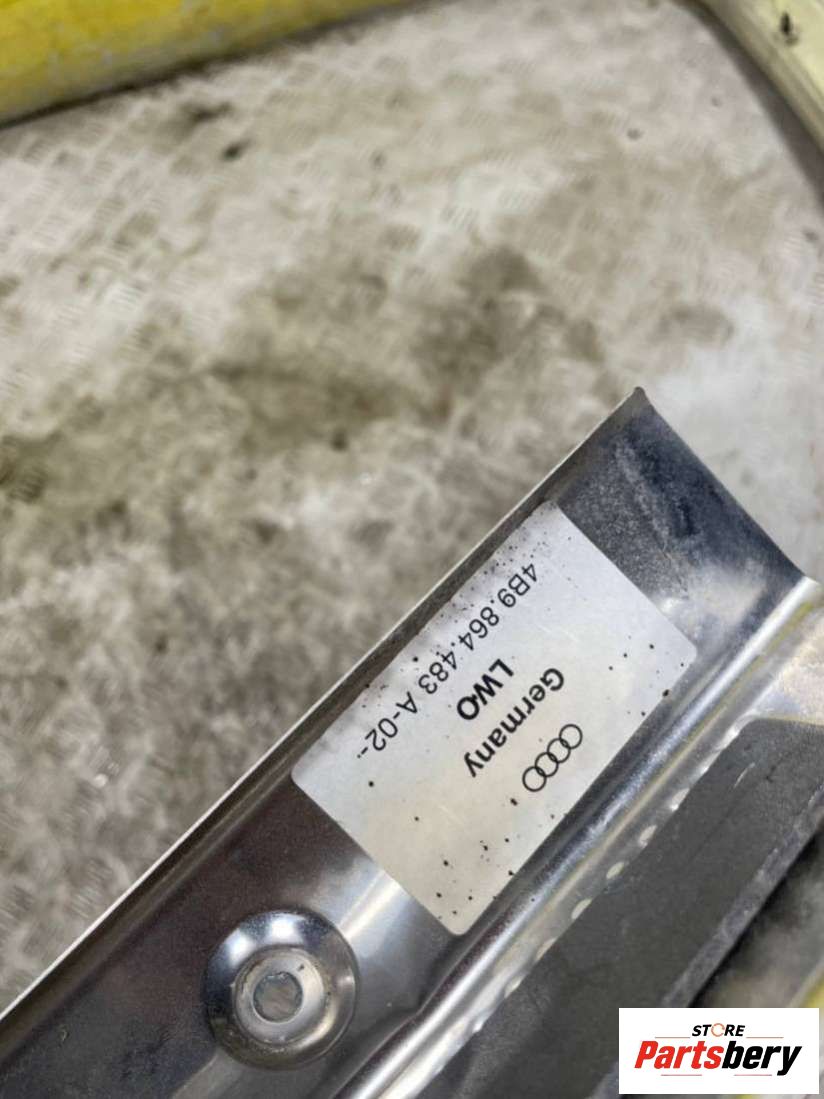 ..4B9.864.483 A-02-..
LWO
Germany
STORE
Partsbery